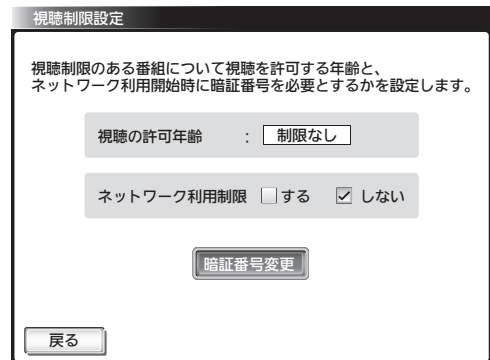 視聴制限設定
視聴制限のある番組について視聴を許可する年齢と、
ネットワーク利用開始時に暗証番号を必要とするかを設定します。
視聴の許可年齢 : 制限なし
ネットワーク利用制限 する しない
暗証番号変更
戻る